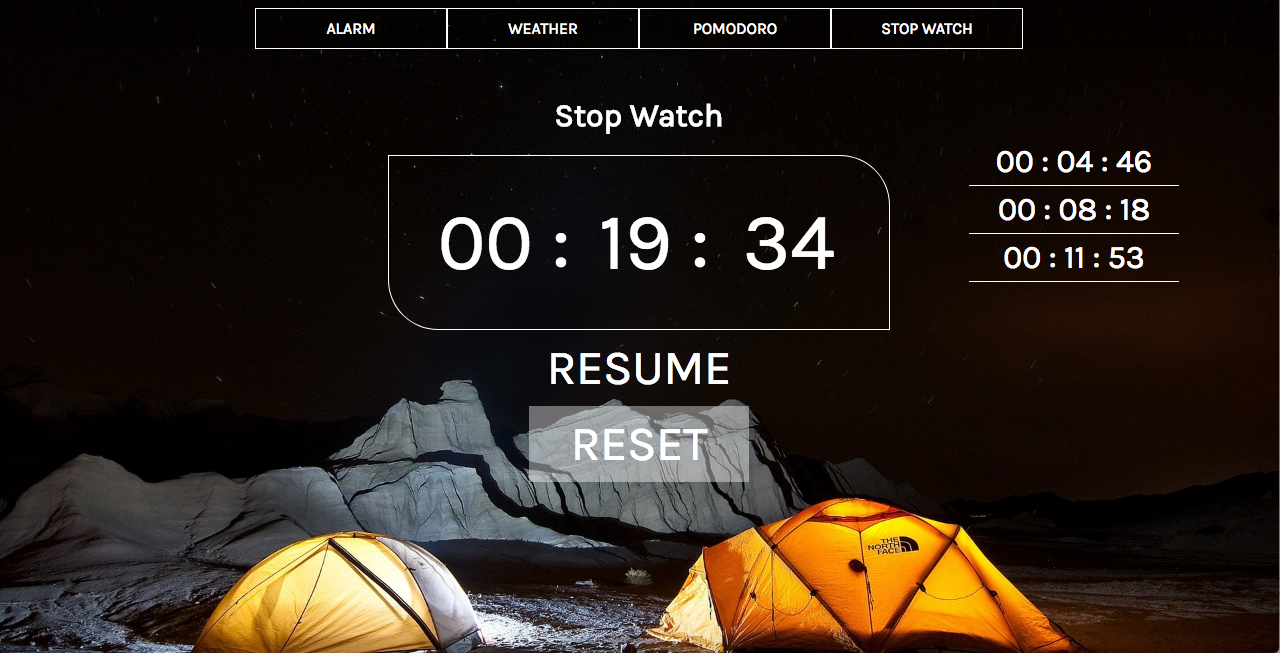 ALARM WEATHER POMODORO STOP WATCH
Stop Watch
00 : 19 : 34
RESUME
RESET
00 : 04 : 46
00 : 08 : 18
00 : 11 : 53
THE
NORTH
FACE